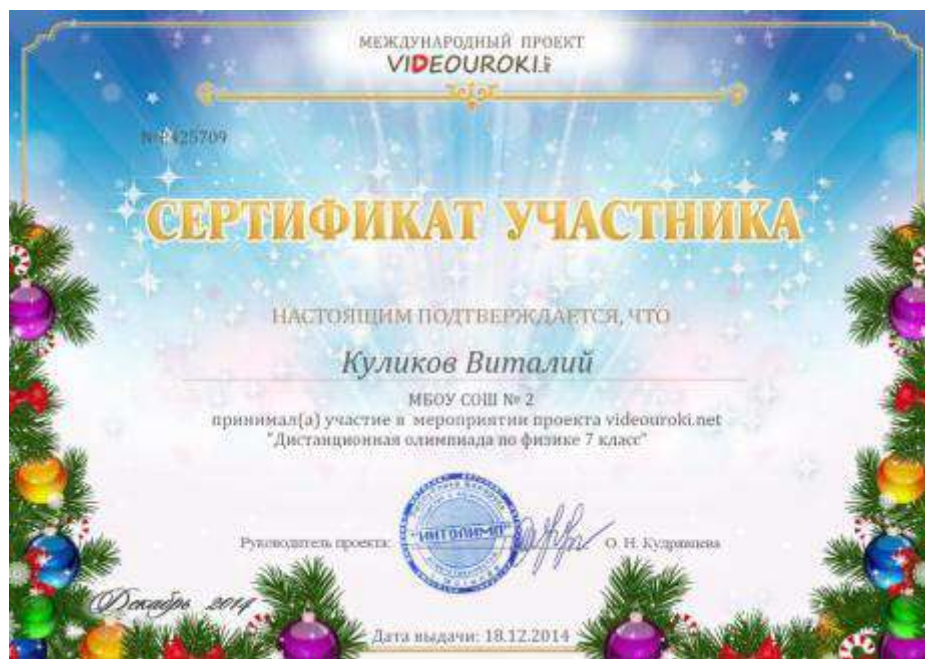 МЕЖДУНАРОДНЫЙ ПРОЕКТ
VIDEOUROKI.NET
СЕРТИФИКАТ УЧАСТНИКА
НАСТОЯЩИМ ПОДТВЕРЖДАЕТСЯ, ЧТО
Куликов Виталий
МБОУ СОШ № 2
принимал(а) участие в мероприятии проекта videouroki.net
"Дистанционная олимпиада по физике 7 класс"
Руководитель проекта:
О. Н. Кудрявцева
Декабрь 2014
Дата выдачи: 18.12.2014